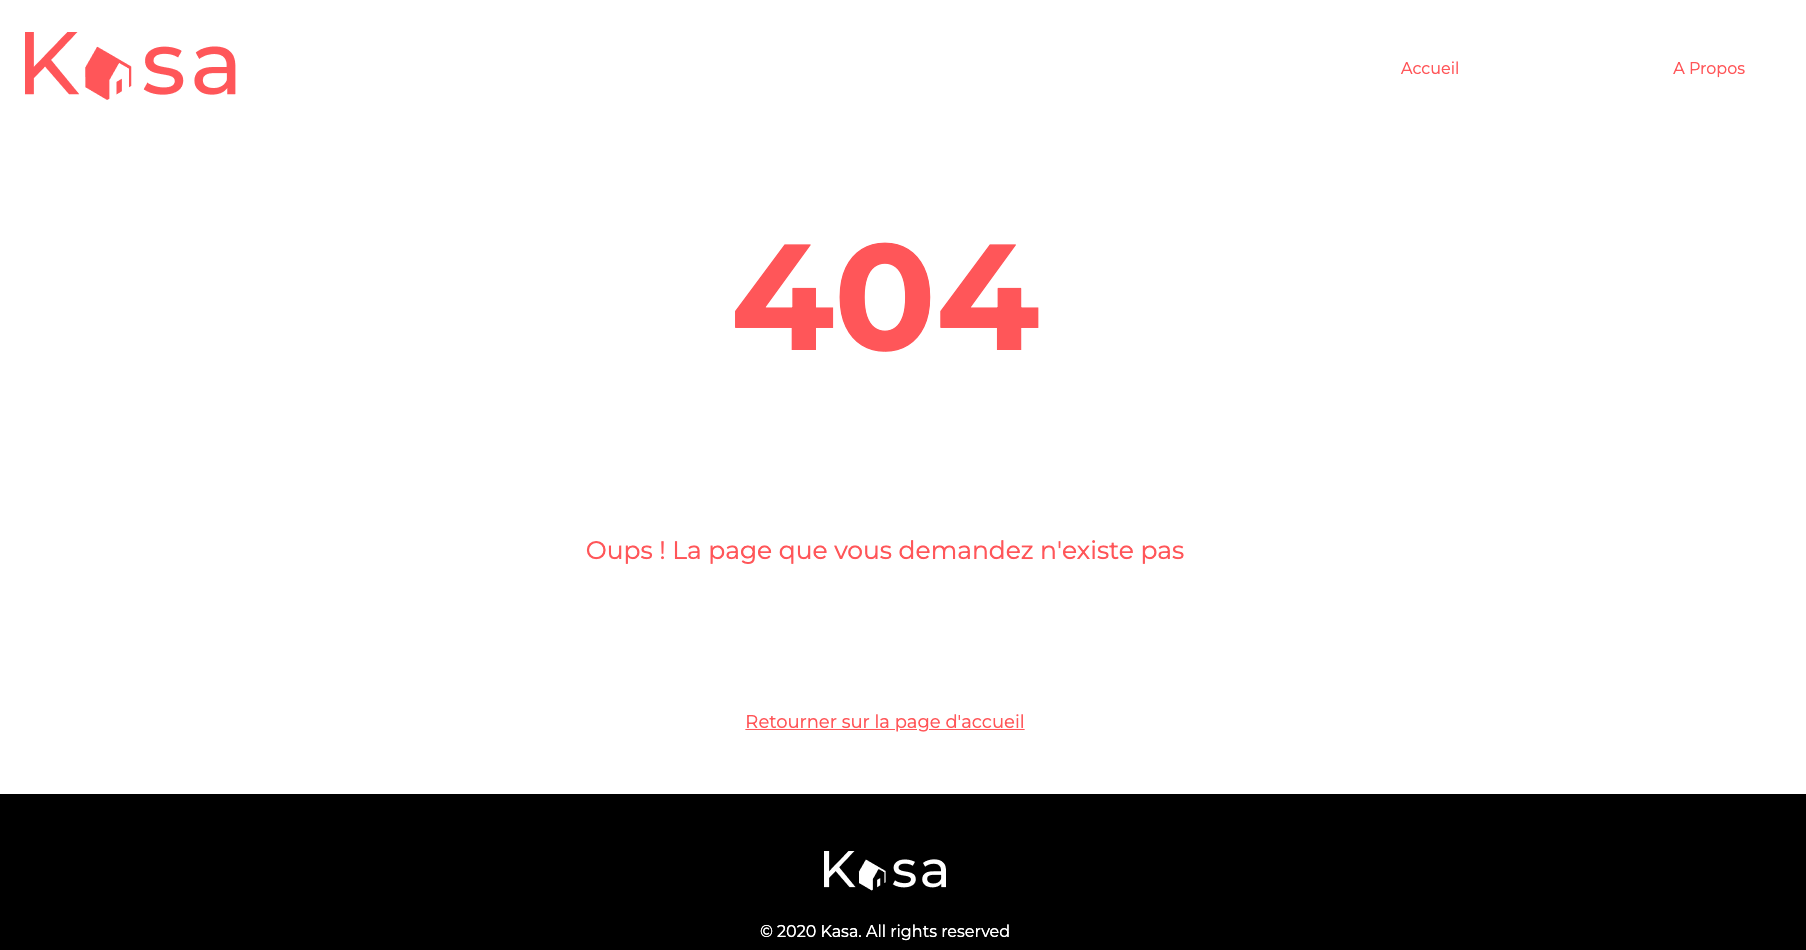 Kasa
Accueil
A Propos
404
Oups ! La page que vous demandez n'existe pas
Retourner sur la page d'accueil
Kasa
© 2020 Kasa. All rights reserved